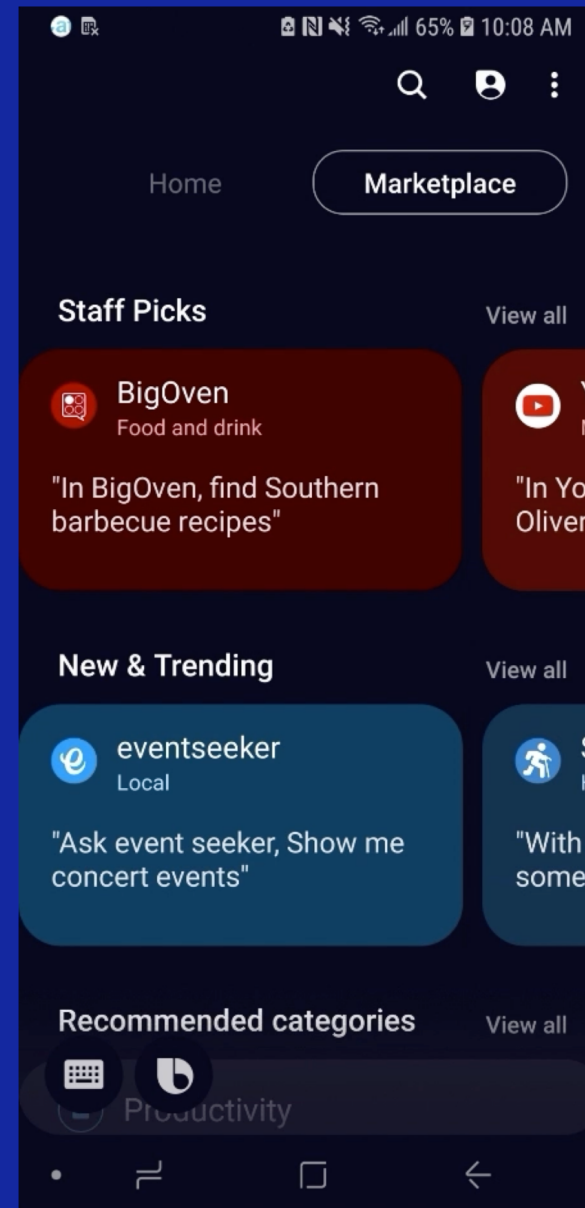 65% 10:08 AM
Home
Marketplace
Staff Picks
View all
BigOven
Food and drink
"In BigOven, find Southern
barbecue recipes"
"In Yo
Oliver
New & Trending
View all
eventseeker
Local
"Ask event seeker, Show me
concert events"
"With
some
Recommended categories
View all
Productivity